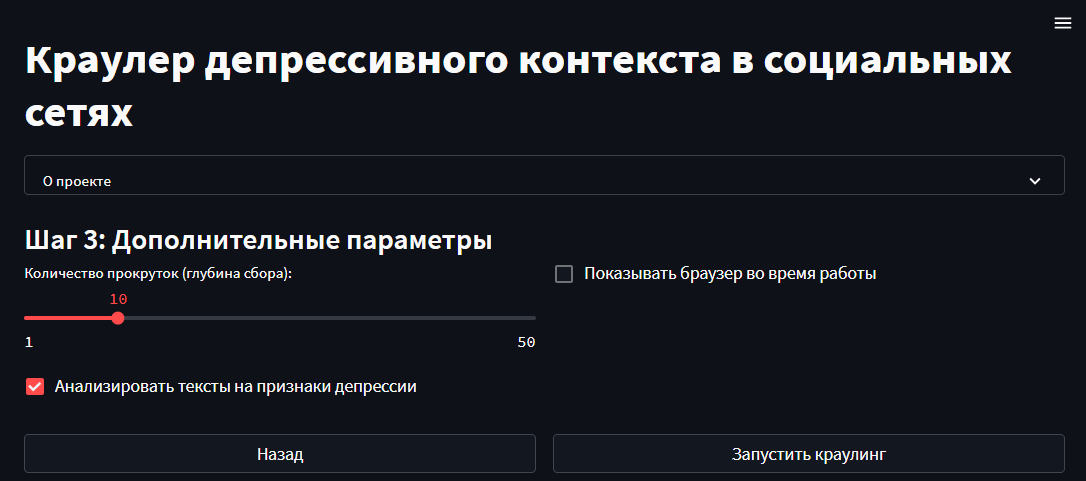 Краулер депрессивного контекста в социальных
сетях
О проекте
Шаг 3: Дополнительные параметры
Количество прокруток (глубина сбора):
Показывать браузер во время работы
10
1
50
Анализировать тексты на признаки депрессии
Назад
Запустить краулинг